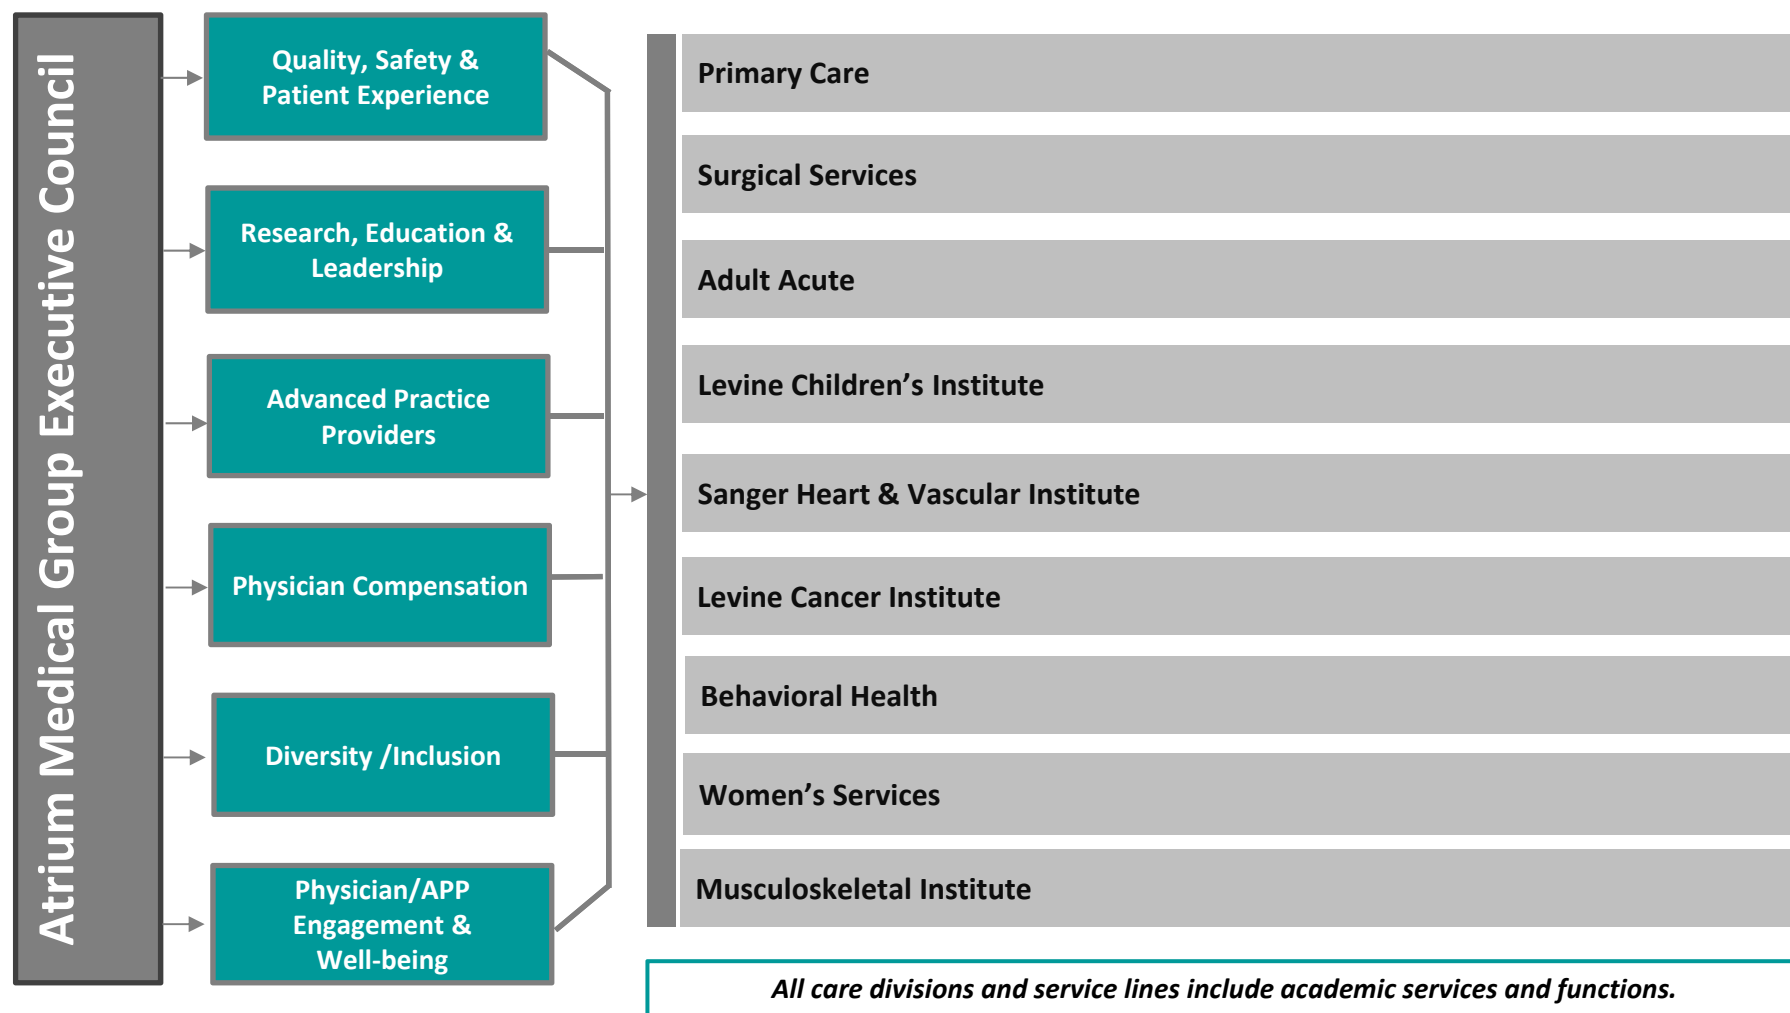 Atrium Medical Group Executive Council
Quality, Safety &
Patient Experience
Research, Education &
Leadership
Advanced Practice
Providers
Physician Compensation
Diversity /Inclusion
Physician/APP
Engagement &
Well-being
Primary Care
Surgical Services
Adult Acute
Levine Children’s Institute
Sanger Heart & Vascular Institute
Levine Cancer Institute
Behavioral Health
Women’s Services
Musculoskeletal Institute
All care divisions and service lines include academic services and functions.